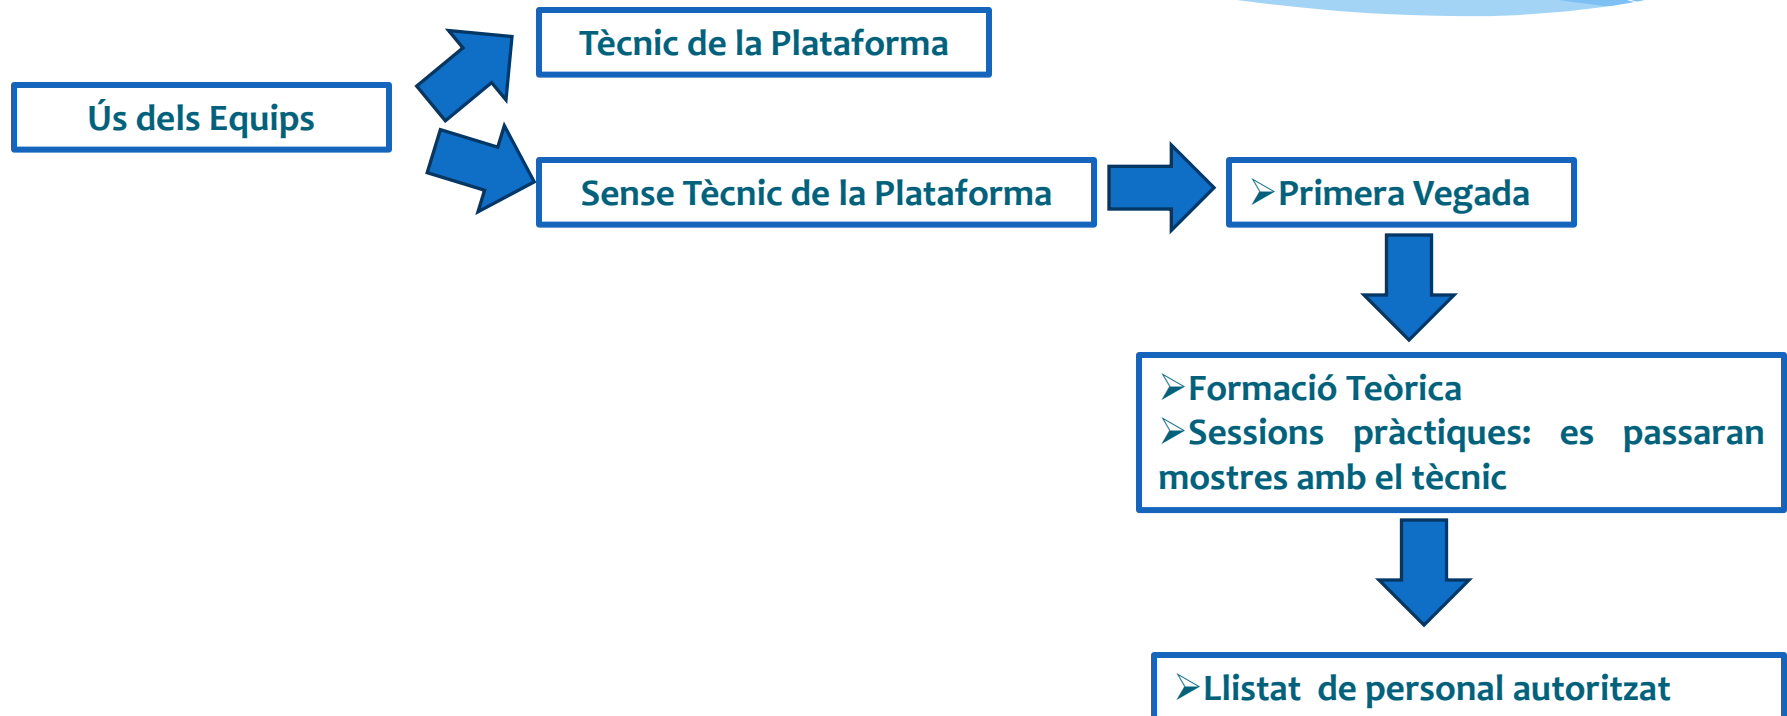 Tècnic de la Plataforma
Ús dels Equips
Sense Tècnic de la Plataforma
➢Primera Vegada
➢Formació Teòrica
➢Sessions pràctiques: es passaran
mostres amb el tècnic
➢Llistat de personal autoritzat